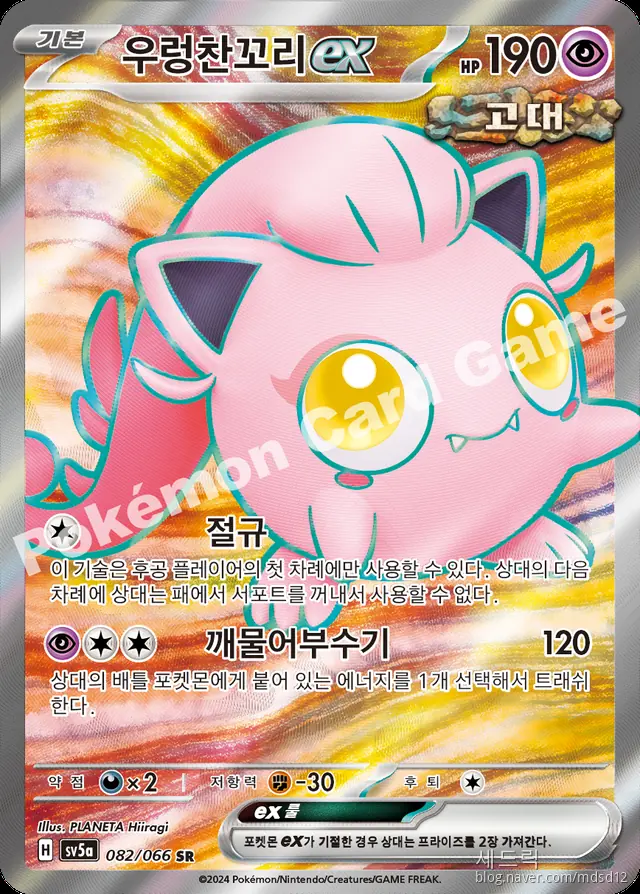 기본
우렁찬꼬리ex
HP 190
고대
Pokémon Card Game
절규
이 기술은 후공 플레이어의 첫 차례에만 사용할 수 있다. 상대의 다음
차례에 상대는 패에서 서포트를 꺼내서 사용할 수 없다.
깨물어부수기 120
상대의 배틀 포켓몬에게 붙어 있는 에너지를 1개 선택해서 트래쉬
한다.
약점 ×2 저항력 -30 후퇴
Illus. PLANETA Hiiragi
ex 룰
H sv5a 082/066 SR
포켓몬 ex가 기절한 경우 상대는 프라이즈를 2장 가져간다.
세드릭
blog.naver.com/mdsd12
©2024 Pokémon/Nintendo/Creatures/GAME FREAK.